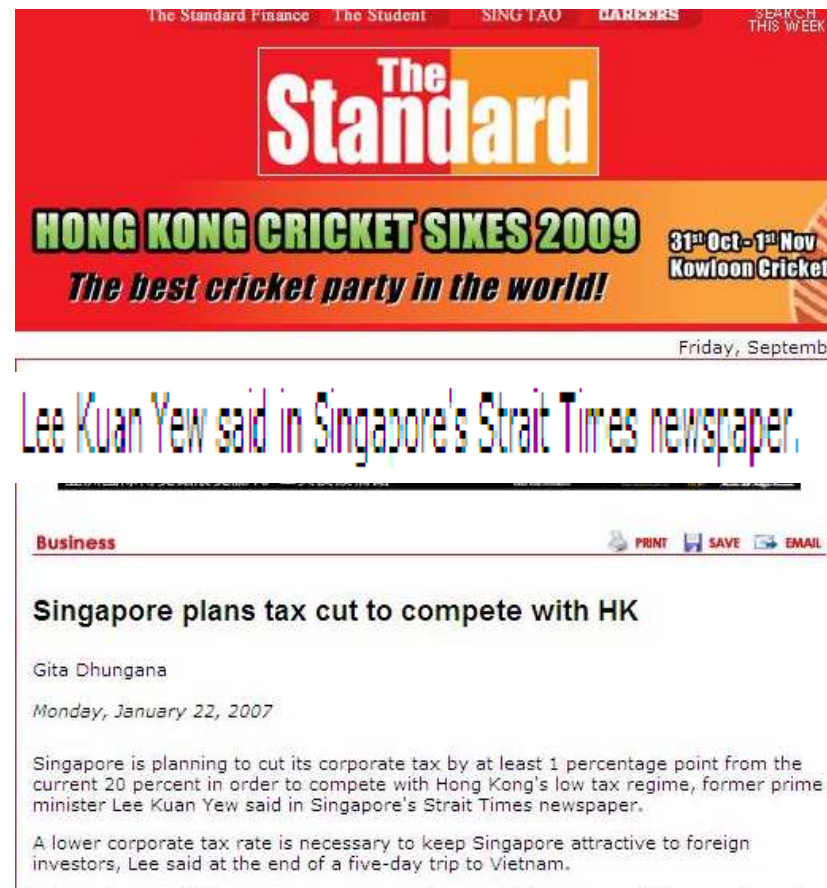 The Standard Finance The Student SING TAO CAREERS SEARCH
THIS WEEK
The
Standard
HONG KONG CRICKET SIXES 2009
31st Oct - 1st Nov
The best cricket party in the world!
Kowloon Cricket
Friday, Septemb
Lee Kuan Yew said in Singapore's Strait Times newspaper.
Business
PRINT SAVE EMAIL
Singapore plans tax cut to compete with HK
Gita Dhungana
Monday, January 22, 2007
Singapore is planning to cut its corporate tax by at least 1 percentage point from the
current 20 percent in order to compete with Hong Kong's low tax regime, former prime
minister Lee Kuan Yew said in Singapore's Strait Times newspaper.
A lower corporate tax rate is necessary to keep Singapore attractive to foreign
investors, Lee said at the end of a five-day trip to Vietnam.